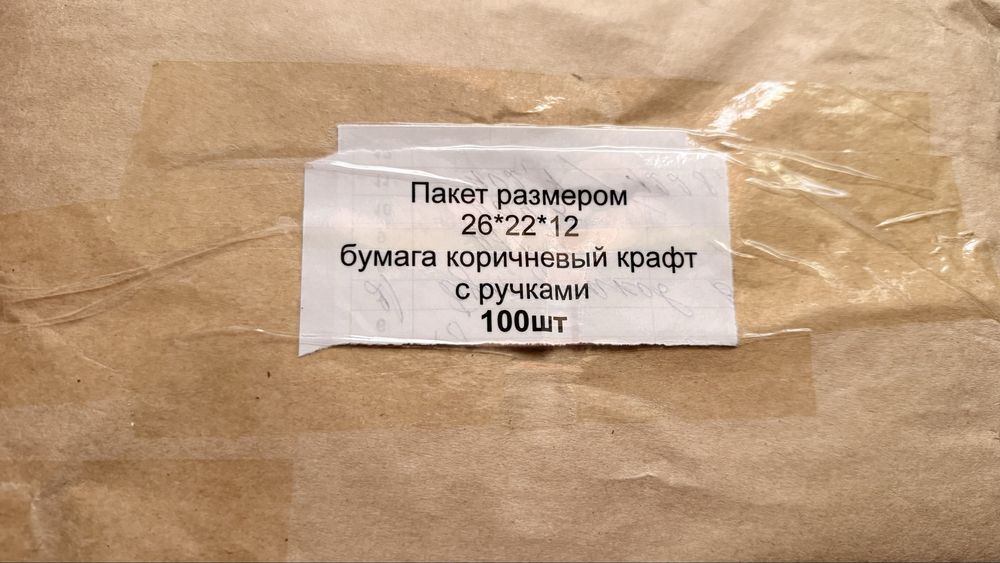 Пакет размером
26*22*12
бумага коричневый крафт
с ручками
100шт